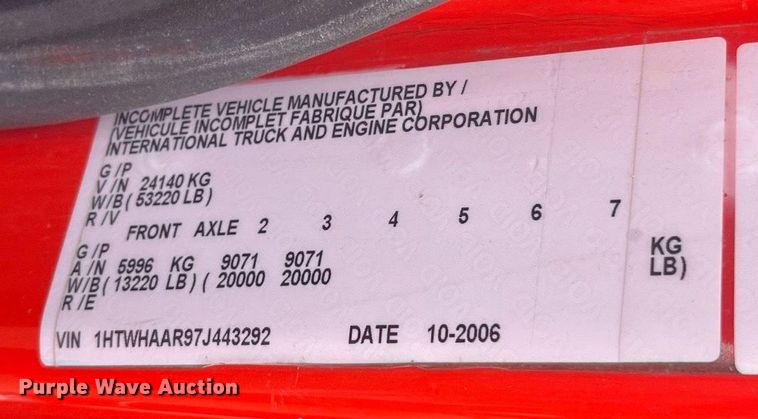 INCOMPLETE VEHICLE MANUFACTURED BY /
(VEHICULE INCOMPLET FABRIQUE PAR)
INTERNATIONAL TRUCK AND ENGINE CORPORATION
G / P
V / N 24140 KG
W/B ( 53220 LB)
R / V
FRONT AXLE 2 3 4 5 6 7
G / P
A / N 5996 KG 9071 9071 KG
W/B ( 13220 LB) ( 20000 20000 LB)
R / E
VIN 1HTWHAAR97J443292 DATE 10-2006
Purple Wave Auction